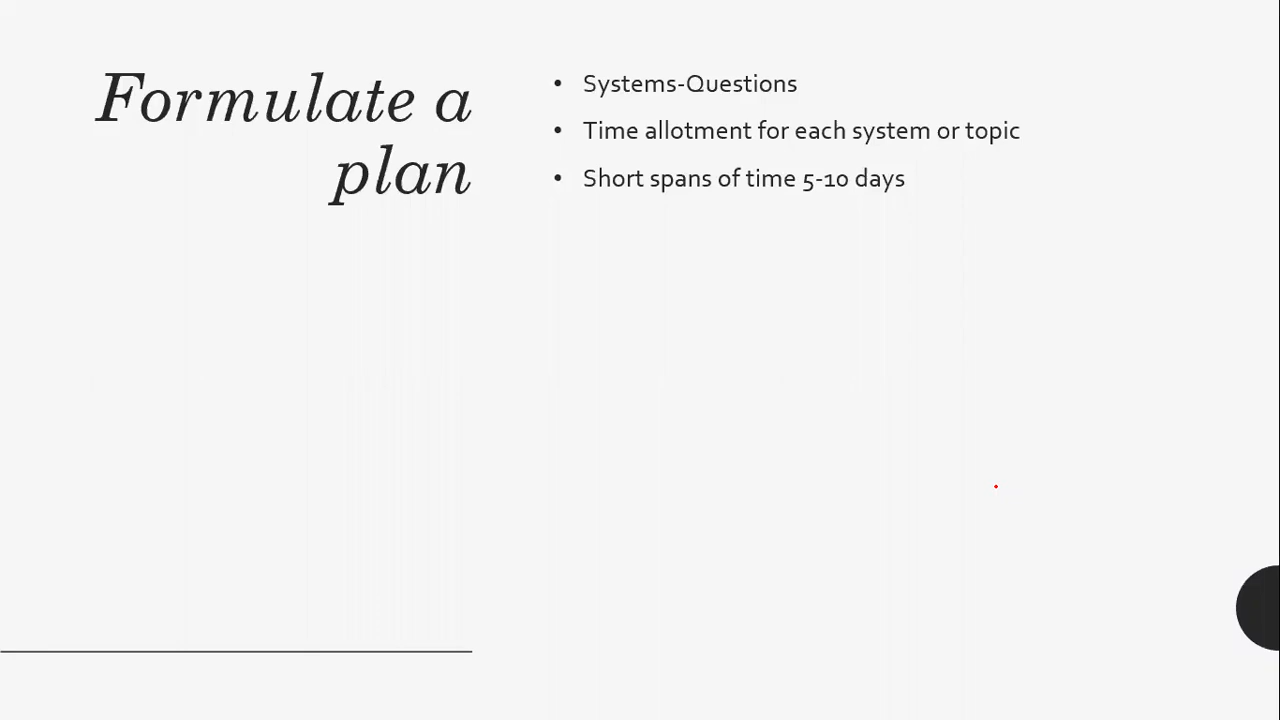 Formulate a
plan
• Systems-Questions
• Time allotment for each system or topic
• Short spans of time 5-10 days